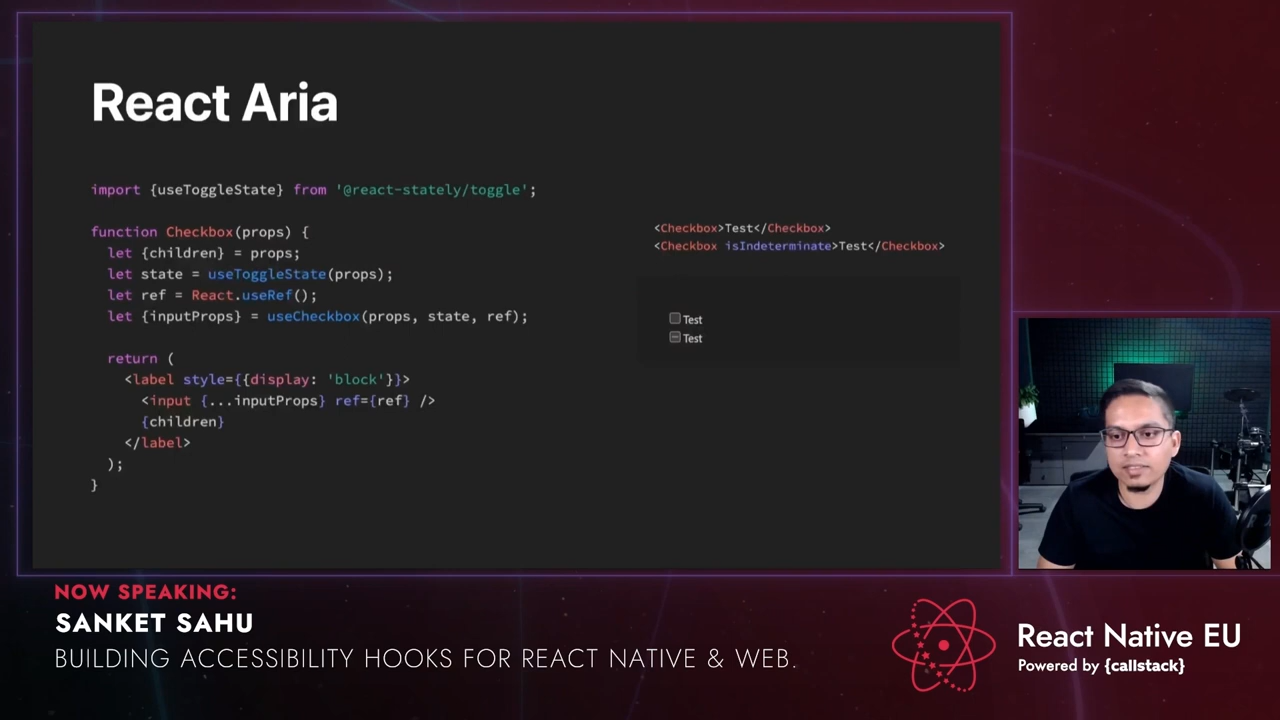 React Aria
import {useToggleState} from '@react-stately/toggle';
function Checkbox(props) {
let {children} = props;
let state = useToggleState(props);
let ref = React.useRef();
let {inputProps} = useCheckbox(props, state, ref);
return (
<label style={{display: 'block'}}>
<input {...inputProps} ref={ref} />
{children}
</label>
);
}
<Checkbox>Test</Checkbox>
<Checkbox isIndeterminate>Test</Checkbox>
Test
Test
NOW SPEAKING:
SANKET SAHU
BUILDING ACCESSIBILITY HOOKS FOR REACT NATIVE & WEB.
React Native EU
Powered by {callstack}